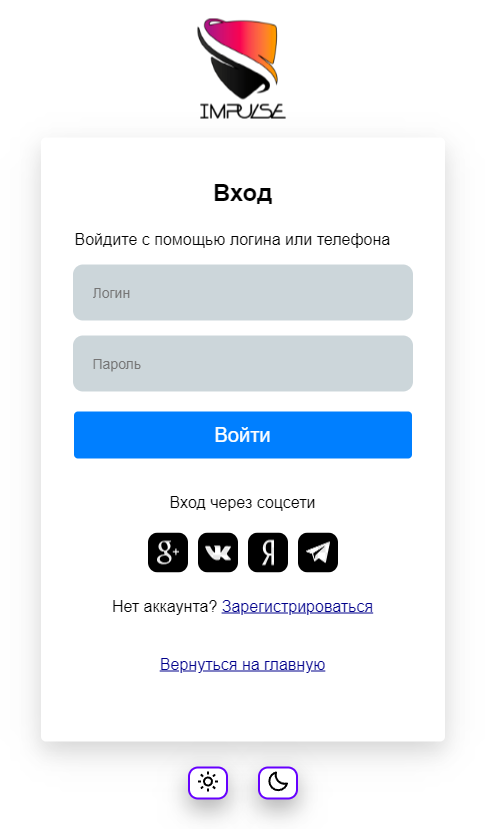 IMPULSE
Вход
Войдите с помощью логина или телефона
Логин
Пароль
Войти
Вход через соцсети
g+ Я
Нет аккаунта? Зарегистрироваться
Вернуться на главную